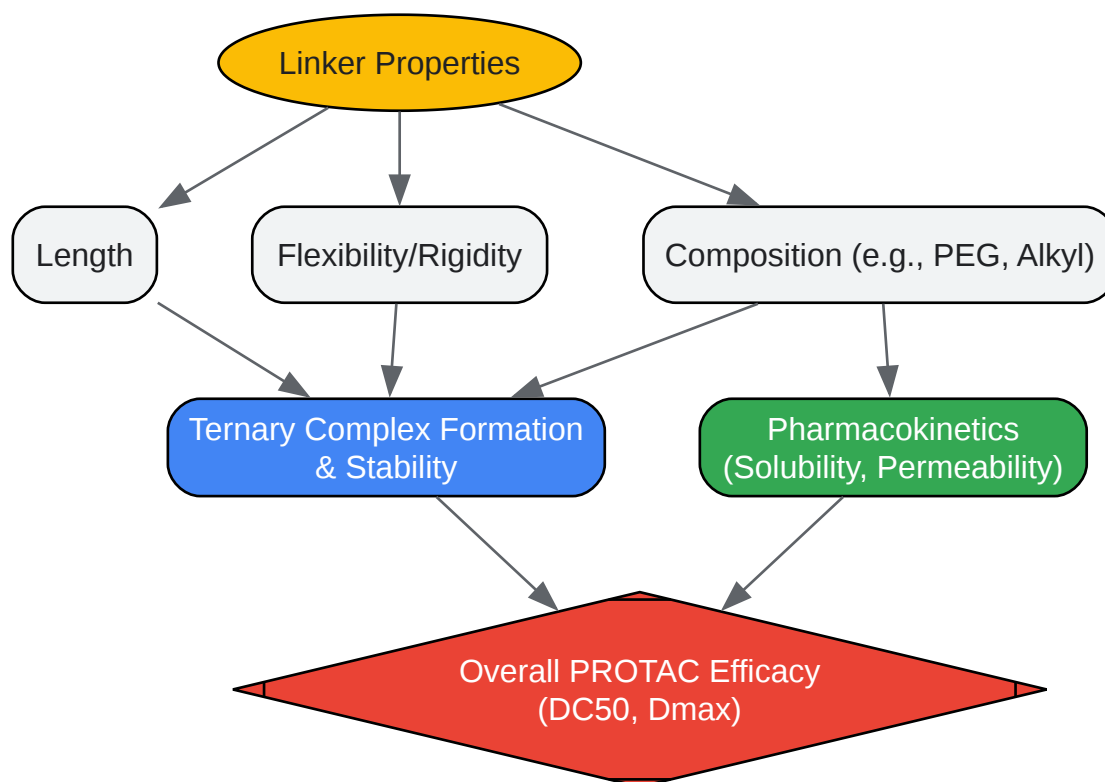 Linker Properties
Length
Flexibility/Rigidity
Composition (e.g., PEG, Alkyl)
Ternary Complex Formation
& Stability
Pharmacokinetics
(Solubility, Permeability)
Overall PROTAC Efficacy
(DC50, Dmax)